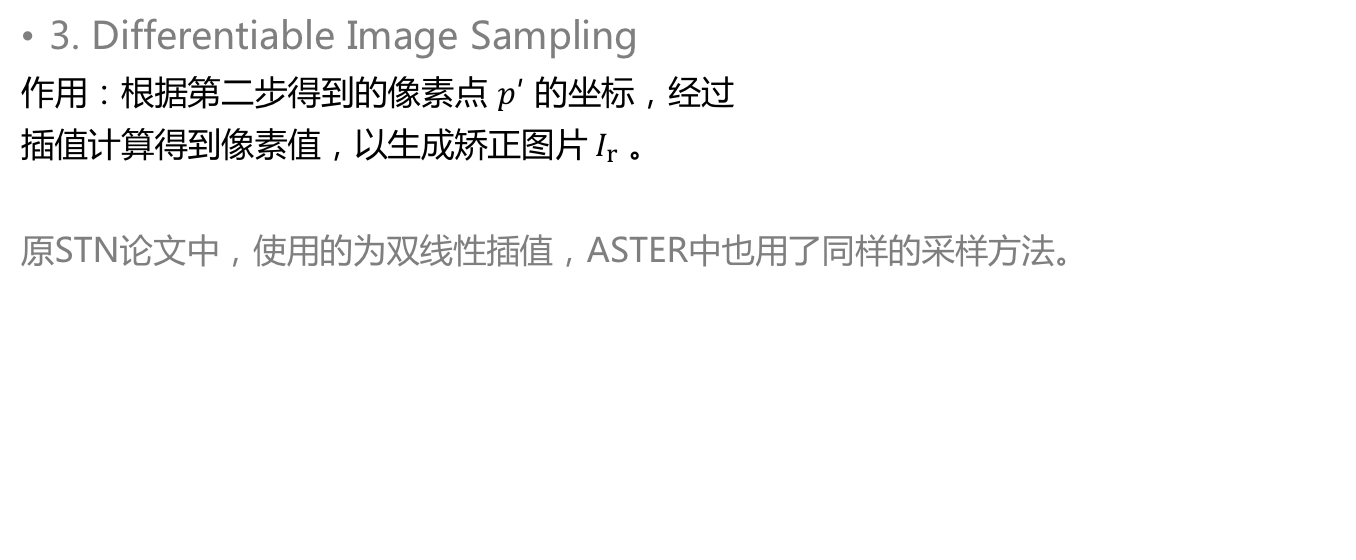 • 3. Differentiable Image Sampling
作用：根据第二步得到的像素点 p′ 的坐标，经过
插值计算得到像素值，以生成矫正图片 Iᵣ 。
原STN论文中，使用的为双线性插值，ASTER中也用了同样的采样方法。